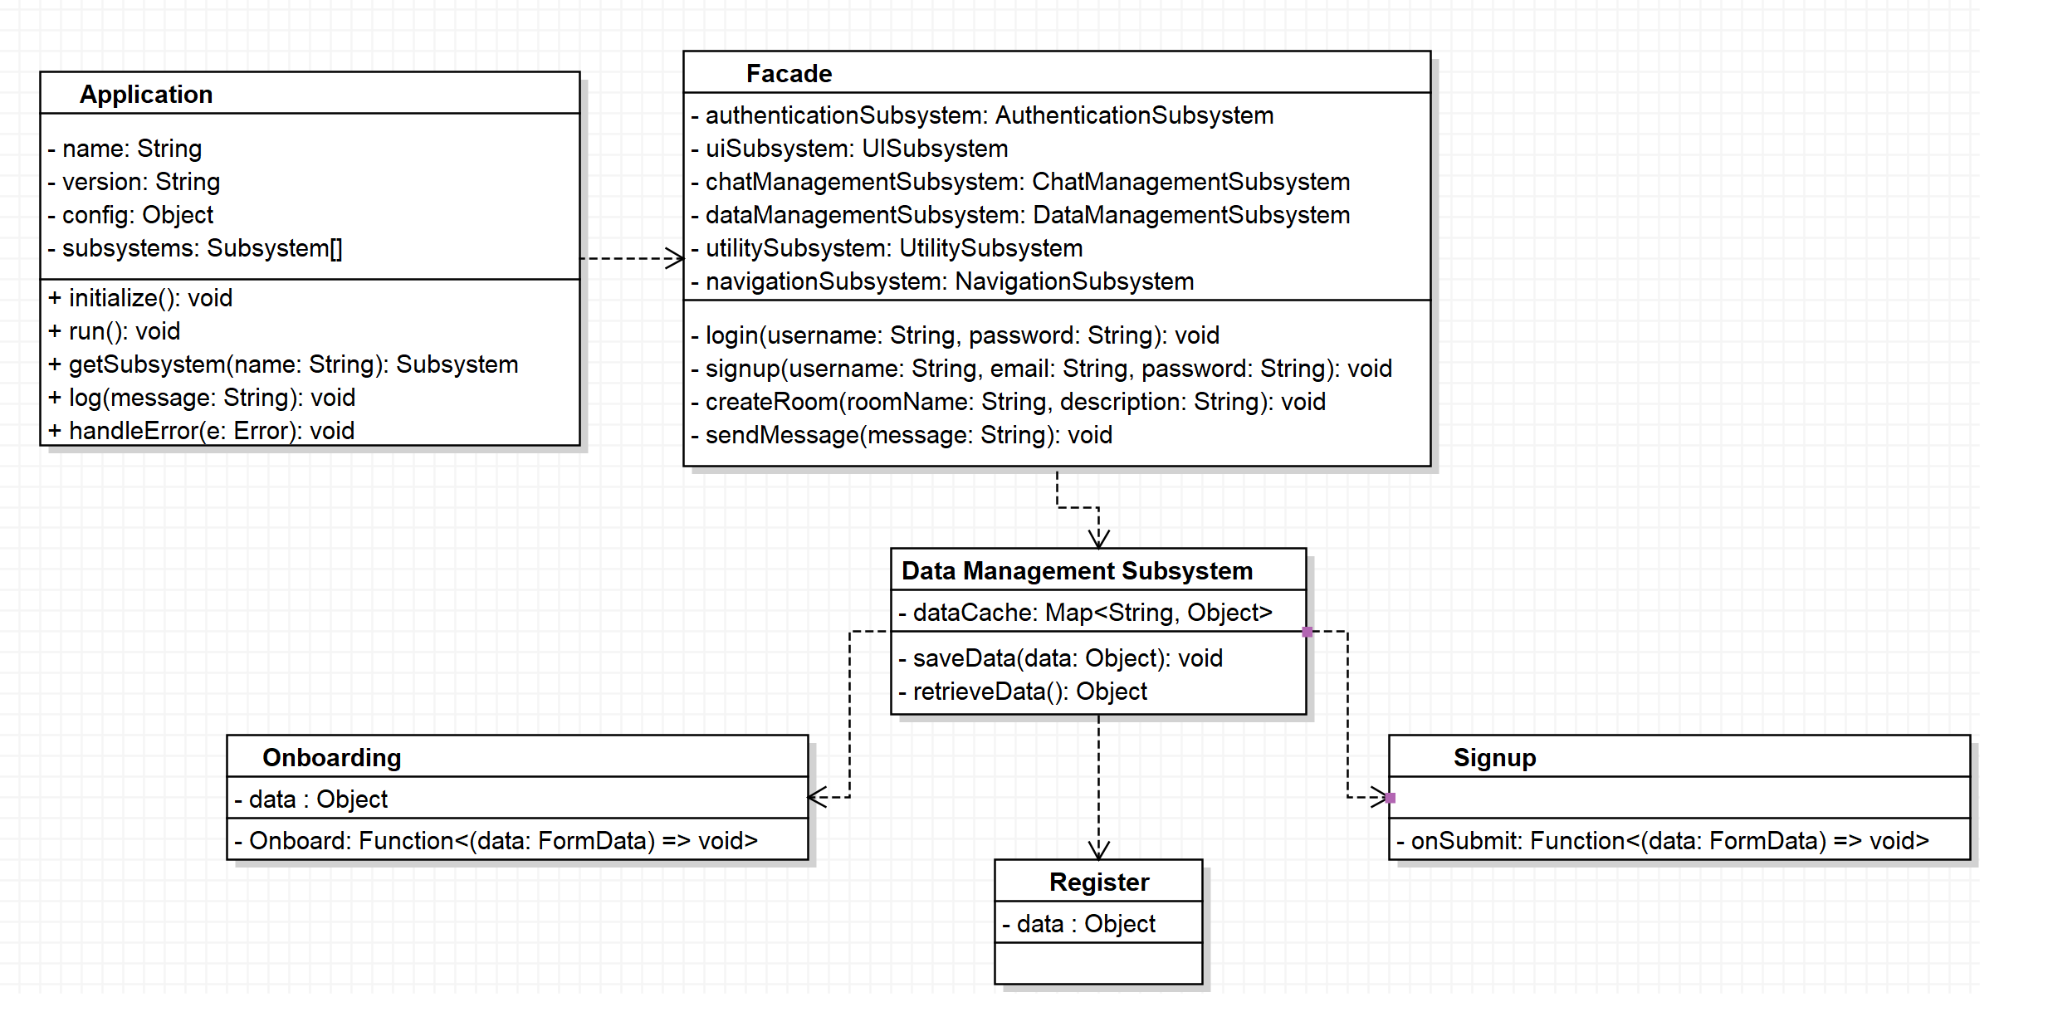 Application
- name: String
- version: String
- config: Object
- subsystems: Subsystem[]
+ initialize(): void
+ run(): void
+ getSubsystem(name: String): Subsystem
+ log(message: String): void
+ handleError(e: Error): void
Facade
- authenticationSubsystem: AuthenticationSubsystem
- uiSubsystem: UISubsystem
- chatManagementSubsystem: ChatManagementSubsystem
- dataManagementSubsystem: DataManagementSubsystem
- utilitySubsystem: UtilitySubsystem
- navigationSubsystem: NavigationSubsystem
- login(username: String, password: String): void
- signup(username: String, email: String, password: String): void
- createRoom(roomName: String, description: String): void
- sendMessage(message: String): void
Data Management Subsystem
- dataCache: Map<String, Object>
- saveData(data: Object): void
- retrieveData(): Object
Onboarding
- data : Object
- Onboard: Function<(data: FormData) => void>
Register
- data : Object
Signup
- onSubmit: Function<(data: FormData) => void>